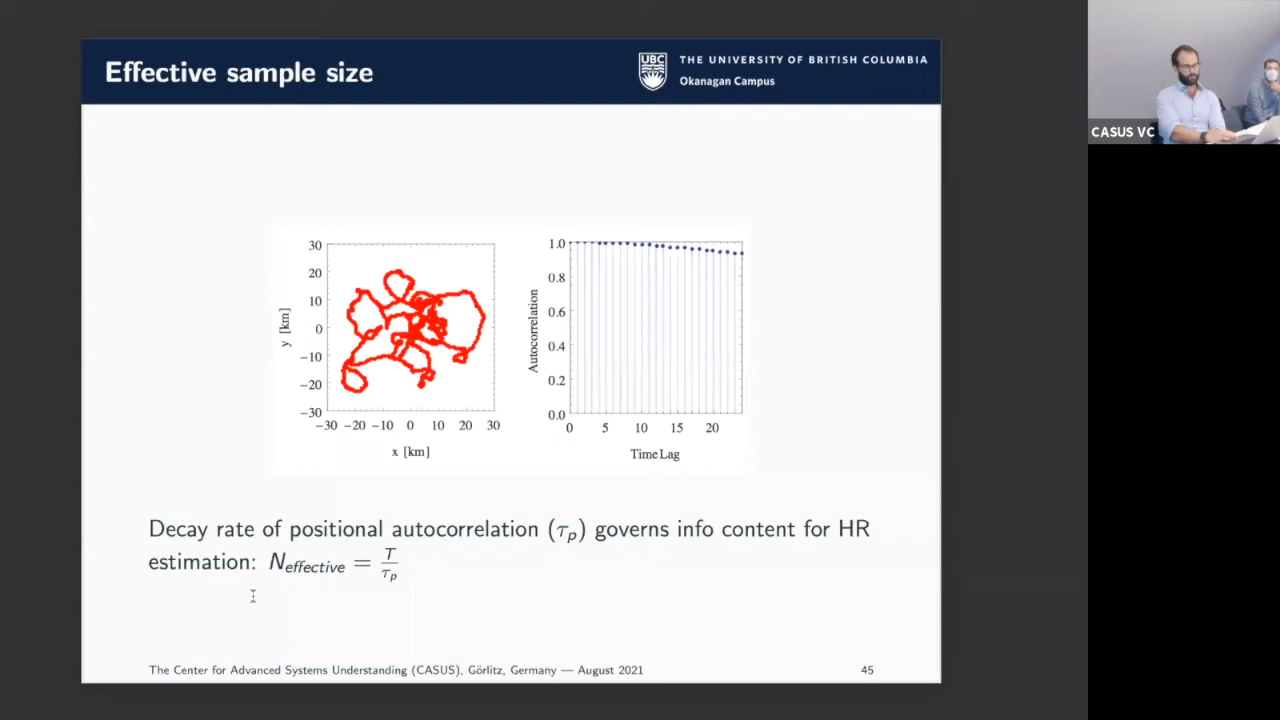 Effective sample size
UBC
THE UNIVERSITY OF BRITISH COLUMBIA
Okanagan Campus
CASUS VC
30
20
10
0
−10
−20
−30
y [km]
−30 −20 −10 0 10 20 30
x [km]
1.0
0.8
0.6
0.4
0.2
0.0
Autocorrelation
0 5 10 15 20
Time Lag
Decay rate of positional autocorrelation (τp) governs info content for HR
estimation: Neffective = T/τp
The Center for Advanced Systems Understanding (CASUS), Görlitz, Germany — August 2021 45